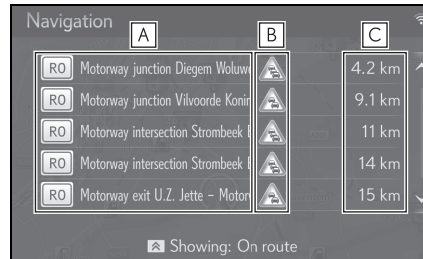 Navigation
A B C
R0 Motorway junction Diegem Woluw 4.2 km
R0 Motorway junction Vilvoorde Konin 9.1 km
R0 Motorway intersection Strombeek 11 km
R0 Motorway intersection Strombeek 14 km
R0 Motorway exit U.Z. Jette – Motor 15 km
Showing: On route